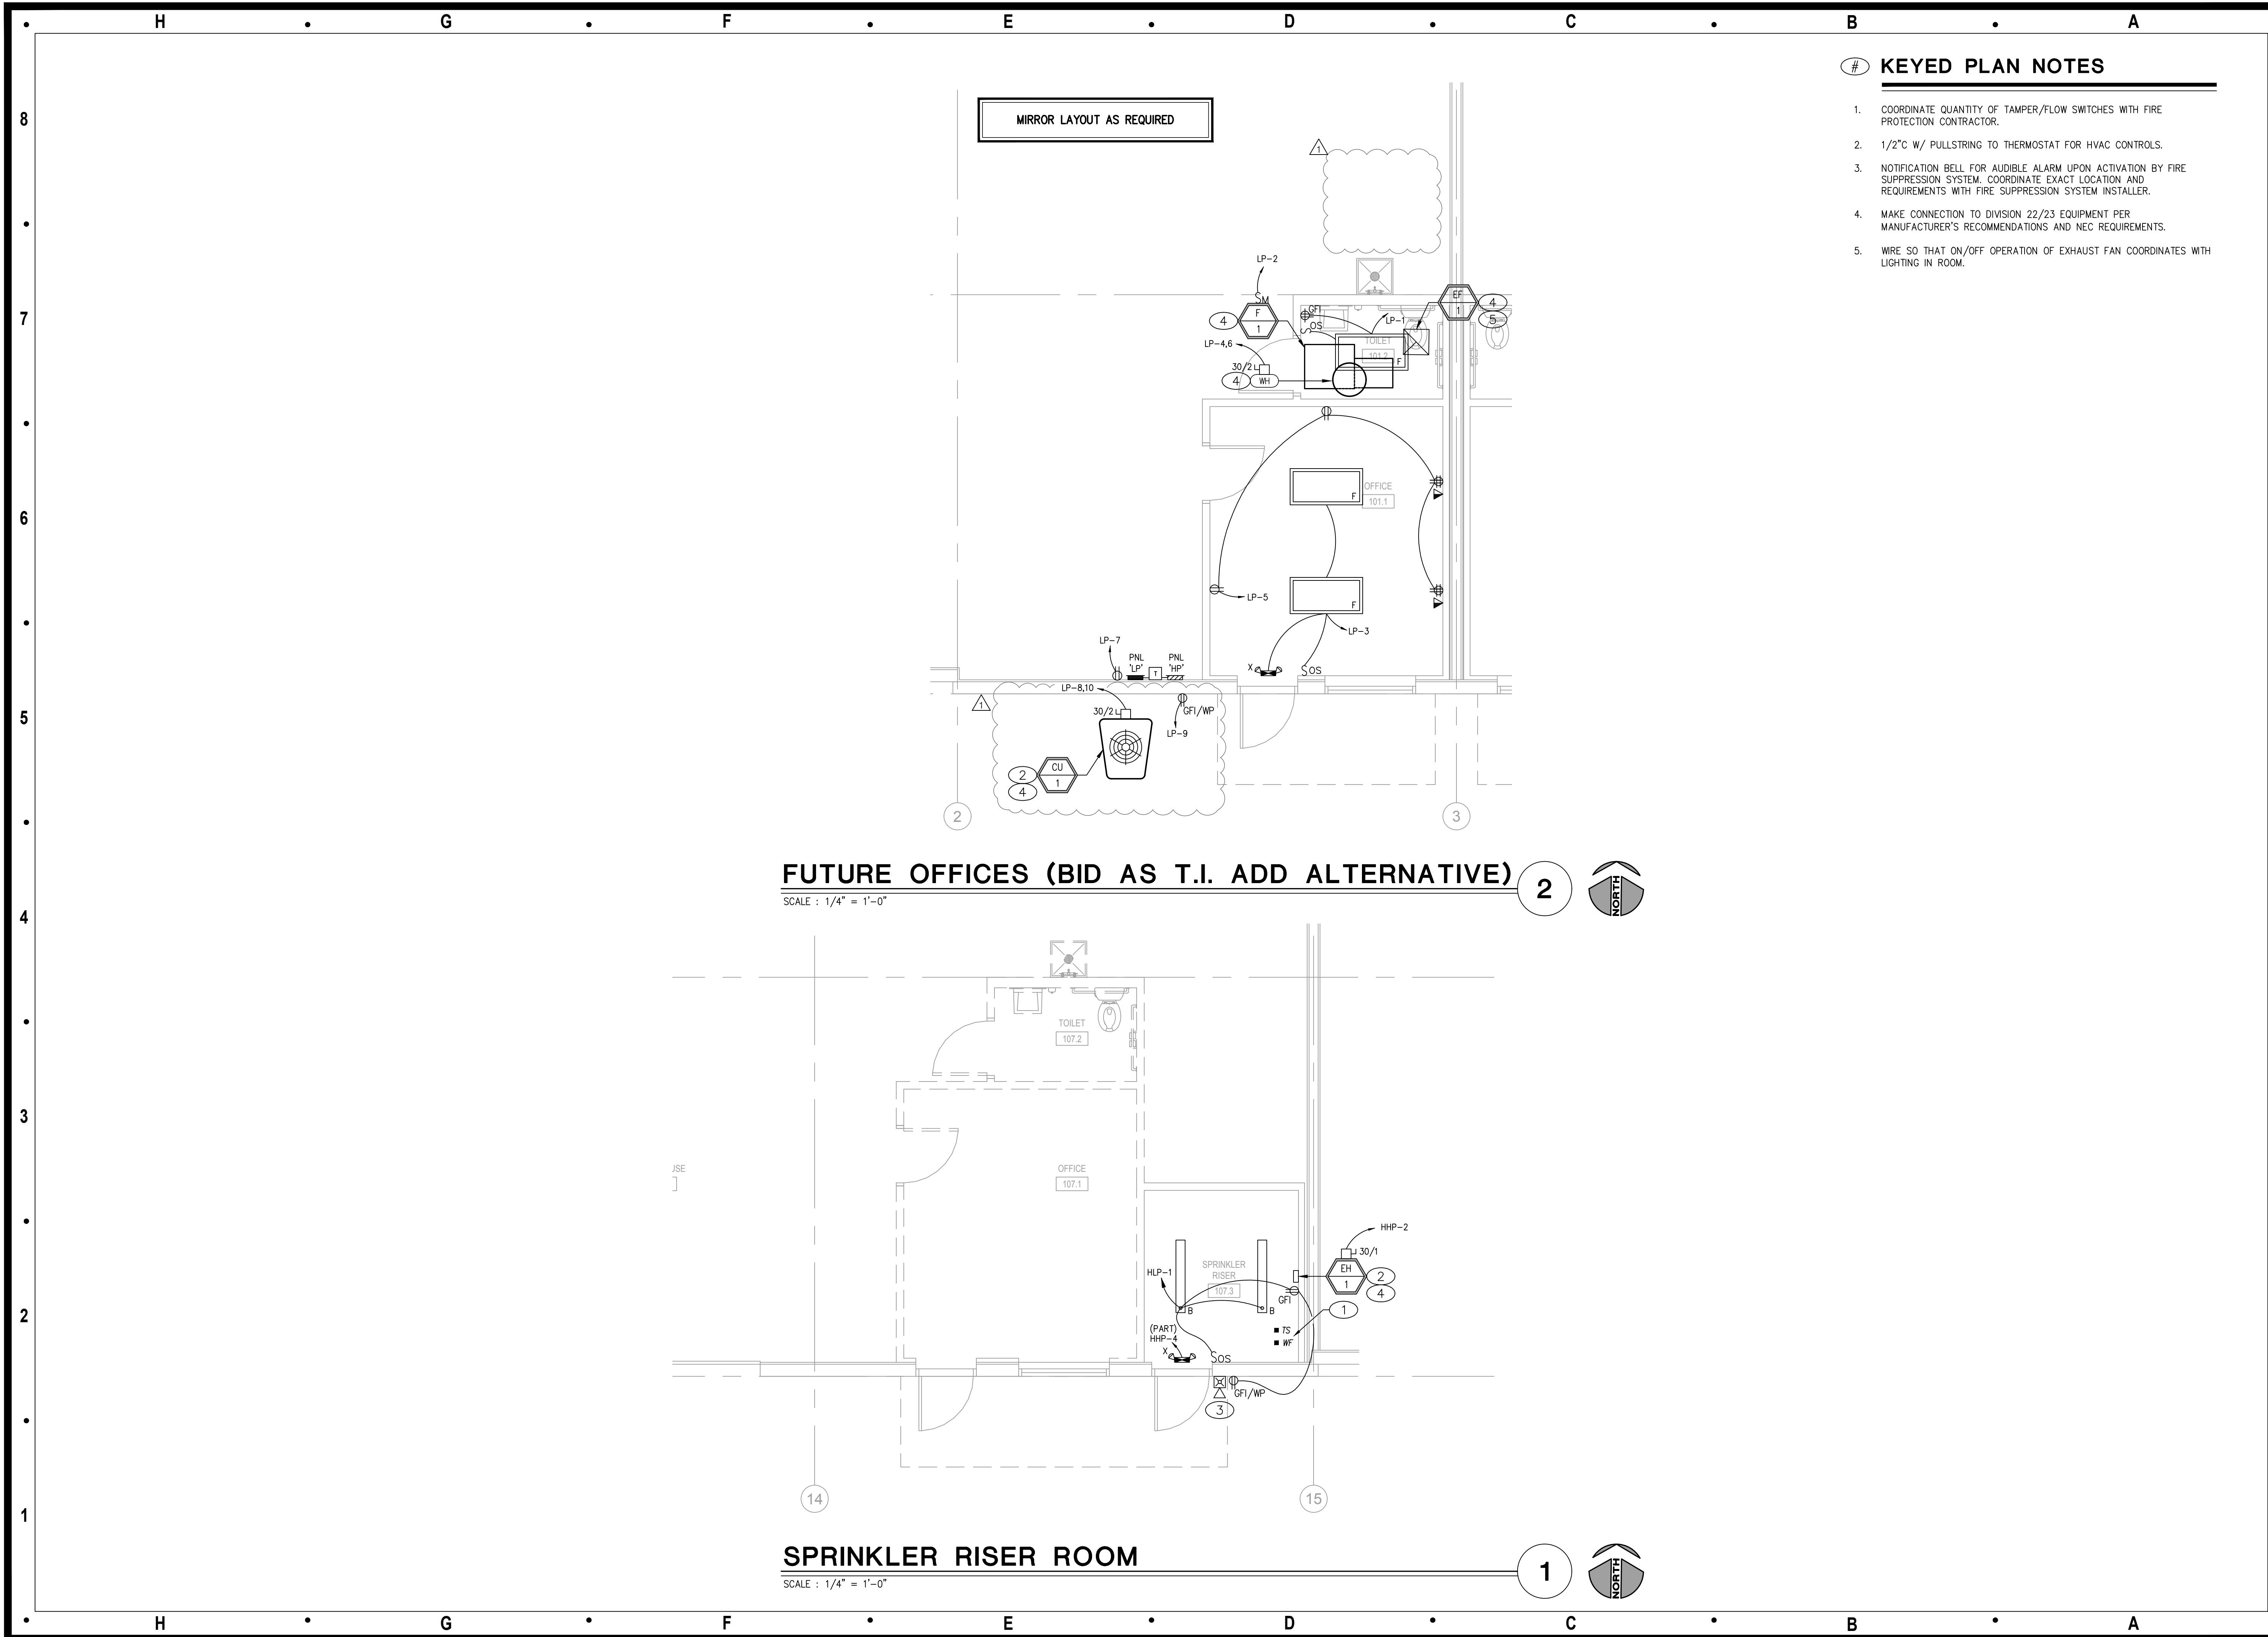 H G F E D C B A
# KEYED PLAN NOTES
1. COORDINATE QUANTITY OF TAMPER/FLOW SWITCHES WITH FIRE
PROTECTION CONTRACTOR.
2. 1/2"C W/ PULLSTRING TO THERMOSTAT FOR HVAC CONTROLS.
3. NOTIFICATION BELL FOR AUDIBLE ALARM UPON ACTIVATION BY FIRE
SUPPRESSION SYSTEM. COORDINATE EXACT LOCATION AND
REQUIREMENTS WITH FIRE SUPPRESSION SYSTEM INSTALLER.
4. MAKE CONNECTION TO DIVISION 22/23 EQUIPMENT PER
MANUFACTURER'S RECOMMENDATIONS AND NEC REQUIREMENTS.
5. WIRE SO THAT ON/OFF OPERATION OF EXHAUST FAN COORDINATES WITH
LIGHTING IN ROOM.
8
MIRROR LAYOUT AS REQUIRED
1
LP-2
SM
7
4
F
1
GFI
SOS
LP-1
EF
1
4
5
TOILET
101.2
F
LP-4,6
30/2
4
WH
6
OFFICE
101.1
F
F
LP-5
LP-3
LP-7
PNL
'LP'
T
PNL
'HP'
X
SOS
5
1
LP-8,10
30/2
GFI/WP
LP-9
CU
1
2
4
2
3
FUTURE OFFICES (BID AS T.I. ADD ALTERNATIVE)
2
NORTH
SCALE : 1/4" = 1'-0"
4
TOILET
107.2
3
JSE
OFFICE
107.1
HHP-2
30/1
EH
1
2
4
SPRINKLER
RISER
107.3
HLP-1
GFI
B
B
2
1
TS
WF
(PART)
HHP-4
X
SOS
GFI/WP
3
14
15
1
SPRINKLER RISER ROOM
1
NORTH
SCALE : 1/4" = 1'-0"
H G F E D C B A